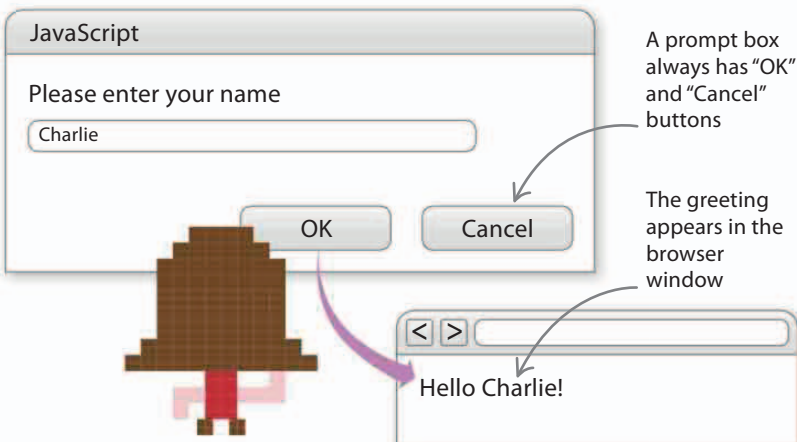 JavaScript
Please enter your name
Charlie
OK
Cancel
A prompt box
always has “OK”
and “Cancel”
buttons
The greeting
appears in the
browser
window
< >
Hello Charlie!